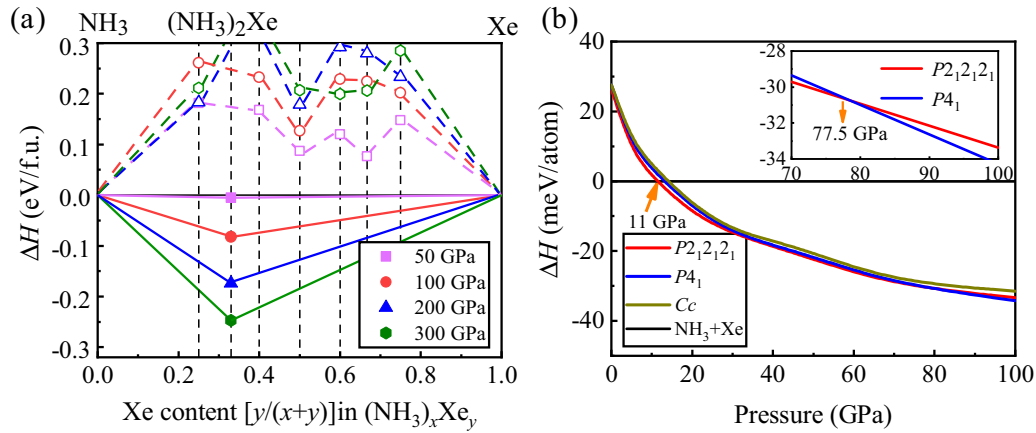 (a)
NH₃ (NH₃)₂Xe Xe
0.3
0.2
0.1
0.0
-0.1
-0.2
-0.3
ΔH (eV/f.u.)
50 GPa
100 GPa
200 GPa
300 GPa
0.0 0.2 0.4 0.6 0.8 1.0
Xe content [y/(x+y)]in (NH₃)ₓXeᵧ
(b)
40
20
0
-20
-40
ΔH (meV/atom)
11 GPa
P2₁2₁2₁
P4₁
Cc
NH₃+Xe
0 20 40 60 80 100
Pressure (GPa)
-28
-30
-31
-33
-34
P2₁2₁2₁
P4₁
77.5 GPa
70 80 90 100